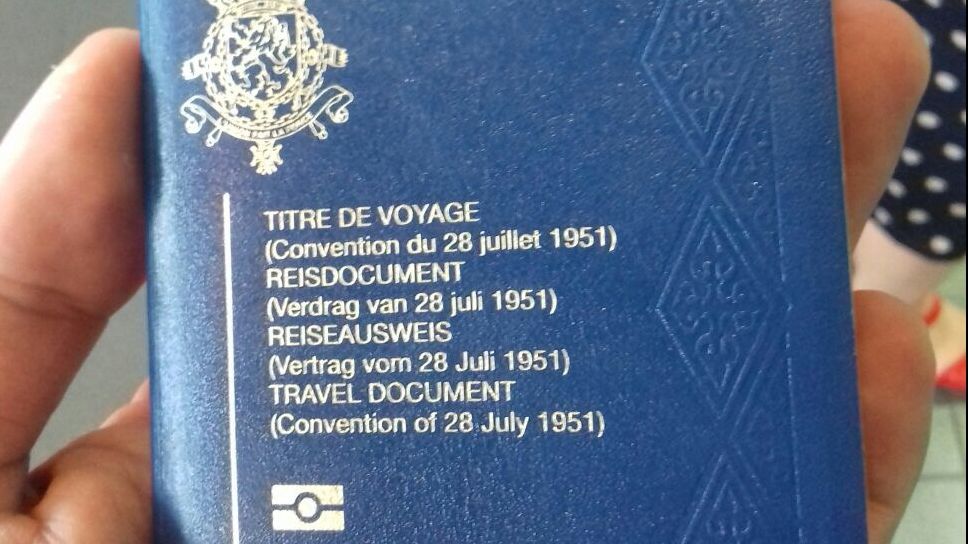 TITRE DE VOYAGE
(Convention du 28 juillet 1951)
REISDOCUMENT
(Verdrag van 28 juli 1951)
REISEAUSWEIS
(Vertrag vom 28 Juli 1951)
TRAVEL DOCUMENT
(Convention of 28 July 1951)